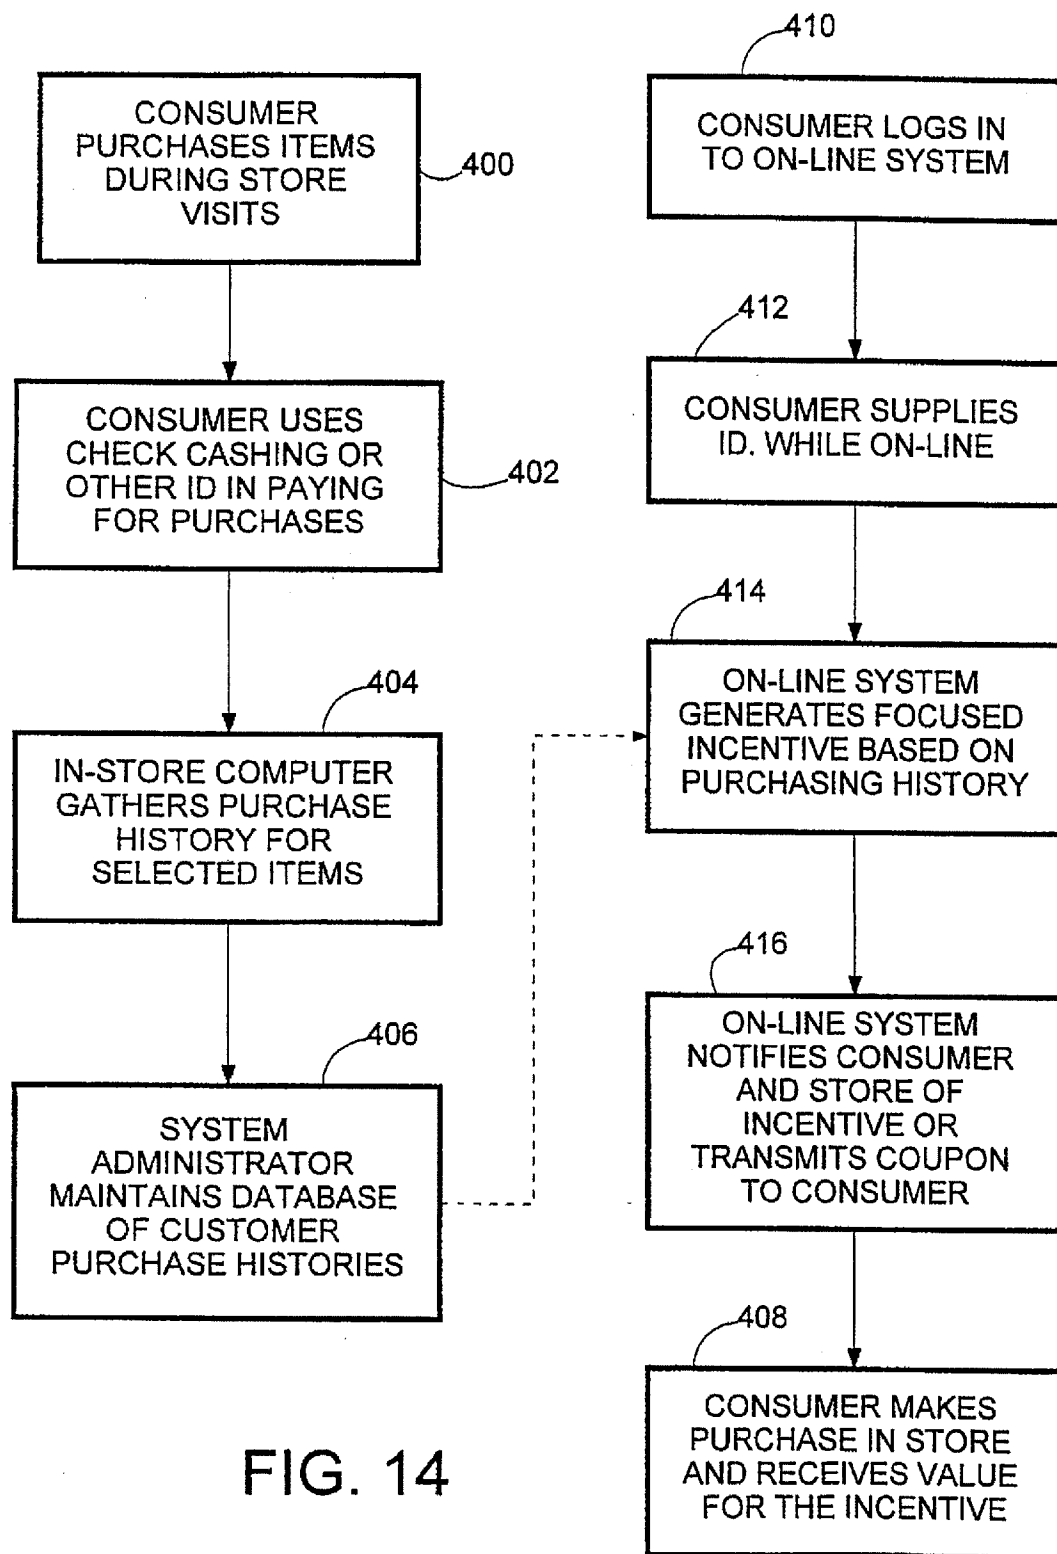 CONSUMER
PURCHASES ITEMS
DURING STORE
VISITS
400
CONSUMER USES
CHECK CASHING OR
OTHER ID IN PAYING
FOR PURCHASES
402
404
IN-STORE COMPUTER
GATHERS PURCHASE
HISTORY FOR
SELECTED ITEMS
406
SYSTEM
ADMINISTRATOR
MAINTAINS DATABASE
OF CUSTOMER
PURCHASE HISTORIES
410
CONSUMER LOGS IN
TO ON-LINE SYSTEM
412
CONSUMER SUPPLIES
ID. WHILE ON-LINE
414
ON-LINE SYSTEM
GENERATES FOCUSED
INCENTIVE BASED ON
PURCHASING HISTORY
416
ON-LINE SYSTEM
NOTIFIES CONSUMER
AND STORE OF
INCENTIVE OR
TRANSMITS COUPON
TO CONSUMER
408
CONSUMER MAKES
PURCHASE IN STORE
AND RECEIVES VALUE
FOR THE INCENTIVE
FIG. 14